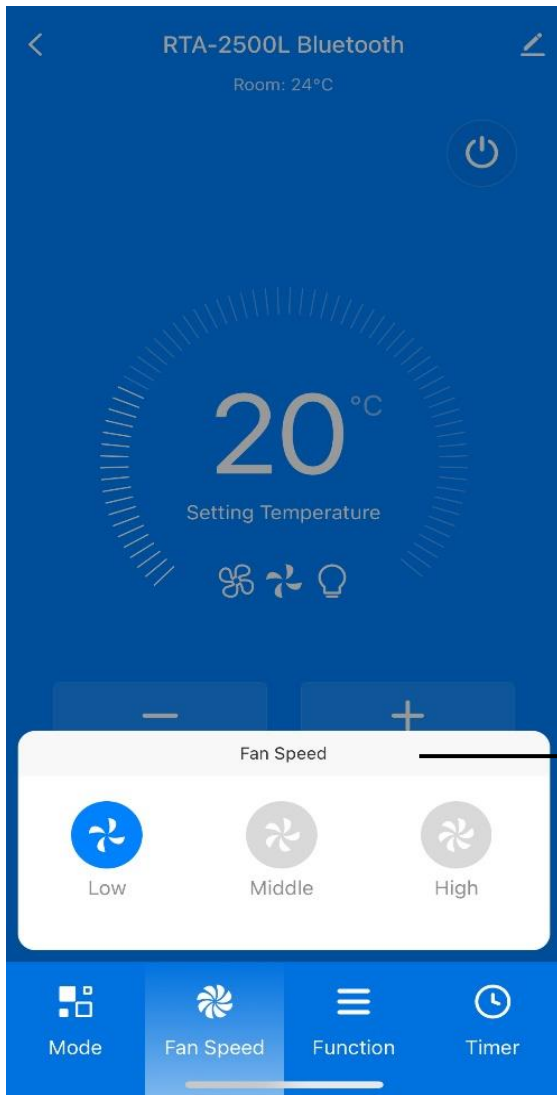 RTA-2500L Bluetooth
Room: 24°C
20 °C
Setting Temperature
Fan Speed
Low Middle High
Mode Fan Speed Function Timer